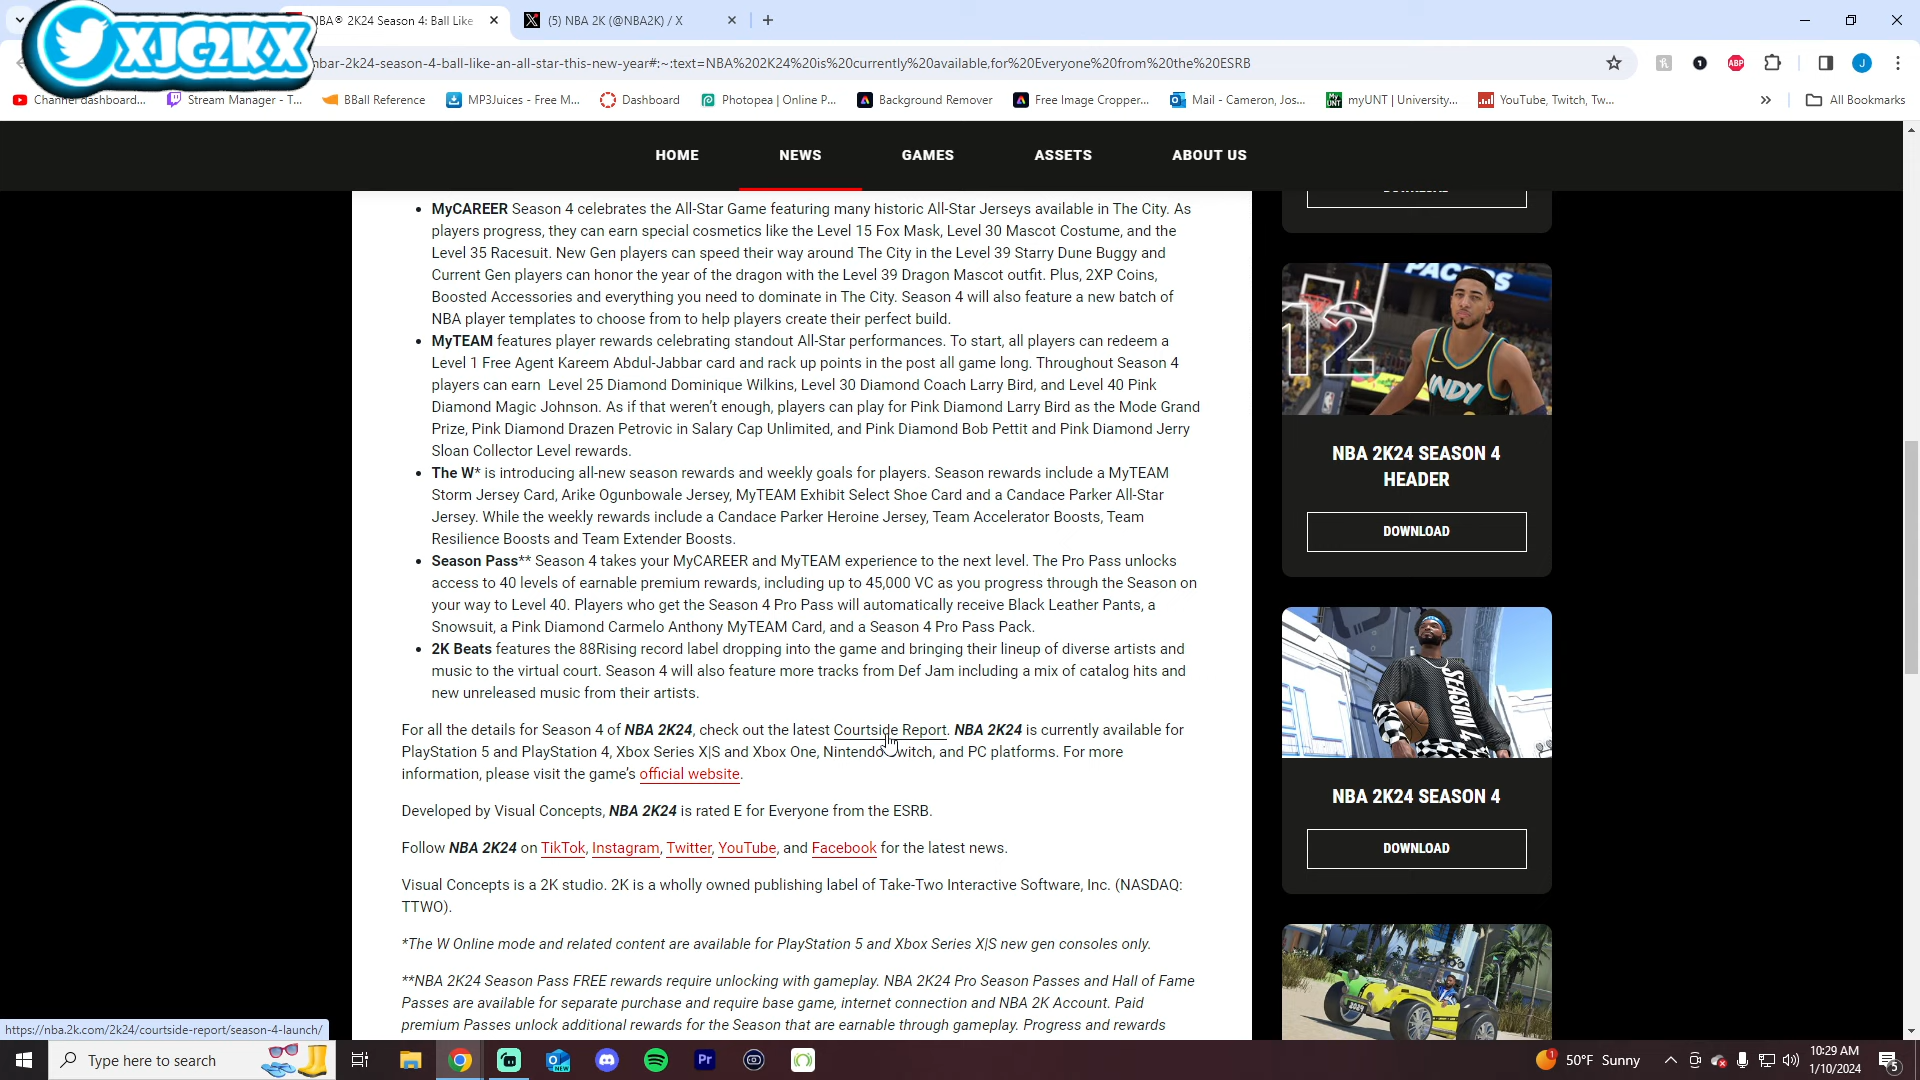 XJC2KX
NBA® 2K24 Season 4: Ball Like
(5) NBA 2K (@NBA2K) / X
nbar-2k24-season-4-ball-like-an-all-star-this-new-year#:~:text=NBA%202K24%20is%20currently%20available,for%20Everyone%20from%20the%20ESRB
ABP
J
Channel dashboard...
Stream Manager - T...
BBall Reference
MP3Juices - Free M...
Dashboard
Photopea | Online P...
Background Remover
Free Image Cropper...
Mail - Cameron, Jos...
myUNT | University...
YouTube, Twitch, Tw...
All Bookmarks
HOME
NEWS
GAMES
ASSETS
ABOUT US
• MyCAREER Season 4 celebrates the All-Star Game featuring many historic All-Star Jerseys available in The City. As
players progress, they can earn special cosmetics like the Level 15 Fox Mask, Level 30 Mascot Costume, and the
Level 35 Racesuit. New Gen players can speed their way around The City in the Level 39 Starry Dune Buggy and
Current Gen players can honor the year of the dragon with the Level 39 Dragon Mascot outfit. Plus, 2XP Coins,
Boosted Accessories and everything you need to dominate in The City. Season 4 will also feature a new batch of
NBA player templates to choose from to help players create their perfect build.
• MyTEAM features player rewards celebrating standout All-Star performances. To start, all players can redeem a
Level 1 Free Agent Kareem Abdul-Jabbar card and rack up points in the post all game long. Throughout Season 4
players can earn  Level 25 Diamond Dominique Wilkins, Level 30 Diamond Coach Larry Bird, and Level 40 Pink
Diamond Magic Johnson. As if that weren't enough, players can play for Pink Diamond Larry Bird as the Mode Grand
Prize, Pink Diamond Drazen Petrovic in Salary Cap Unlimited, and Pink Diamond Bob Pettit and Pink Diamond Jerry
Sloan Collector Level rewards.
• The W* is introducing all-new season rewards and weekly goals for players. Season rewards include a MyTEAM
Storm Jersey Card, Arike Ogunbowale Jersey, MyTEAM Exhibit Select Shoe Card and a Candace Parker All-Star
Jersey. While the weekly rewards include a Candace Parker Heroine Jersey, Team Accelerator Boosts, Team
Resilience Boosts and Team Extender Boosts.
• Season Pass** Season 4 takes your MyCAREER and MyTEAM experience to the next level. The Pro Pass unlocks
access to 40 levels of earnable premium rewards, including up to 45,000 VC as you progress through the Season on
your way to Level 40. Players who get the Season 4 Pro Pass will automatically receive Black Leather Pants, a
Snowsuit, a Pink Diamond Carmelo Anthony MyTEAM Card, and a Season 4 Pro Pass Pack.
• 2K Beats features the 88Rising record label dropping into the game and bringing their lineup of diverse artists and
music to the virtual court. Season 4 will also feature more tracks from Def Jam including a mix of catalog hits and
new unreleased music from their artists.
For all the details for Season 4 of NBA 2K24, check out the latest Courtside Report. NBA 2K24 is currently available for
PlayStation 5 and PlayStation 4, Xbox Series X|S and Xbox One, Nintendo Switch, and PC platforms. For more
information, please visit the game's official website.
Developed by Visual Concepts, NBA 2K24 is rated E for Everyone from the ESRB.
Follow NBA 2K24 on TikTok, Instagram, Twitter, YouTube, and Facebook for the latest news.
Visual Concepts is a 2K studio. 2K is a wholly owned publishing label of Take-Two Interactive Software, Inc. (NASDAQ:
TTWO).
*The W Online mode and related content are available for PlayStation 5 and Xbox Series X|S new gen consoles only.
**NBA 2K24 Season Pass FREE rewards require unlocking with gameplay. NBA 2K24 Pro Season Passes and Hall of Fame
Passes are available for separate purchase and require base game, internet connection and NBA 2K Account. Paid
premium Passes unlock additional rewards for the Season that are earnable through gameplay. Progress and rewards
PACERS
12
INDY
NBA 2K24 SEASON 4
HEADER
DOWNLOAD
SEASON 4
NBA 2K24 SEASON 4
DOWNLOAD
https://nba.2k.com/2k24/courtside-report/season-4-launch/
Type here to search
NEW
Pr
1
50°F Sunny
10:29 AM
1/10/2024
5